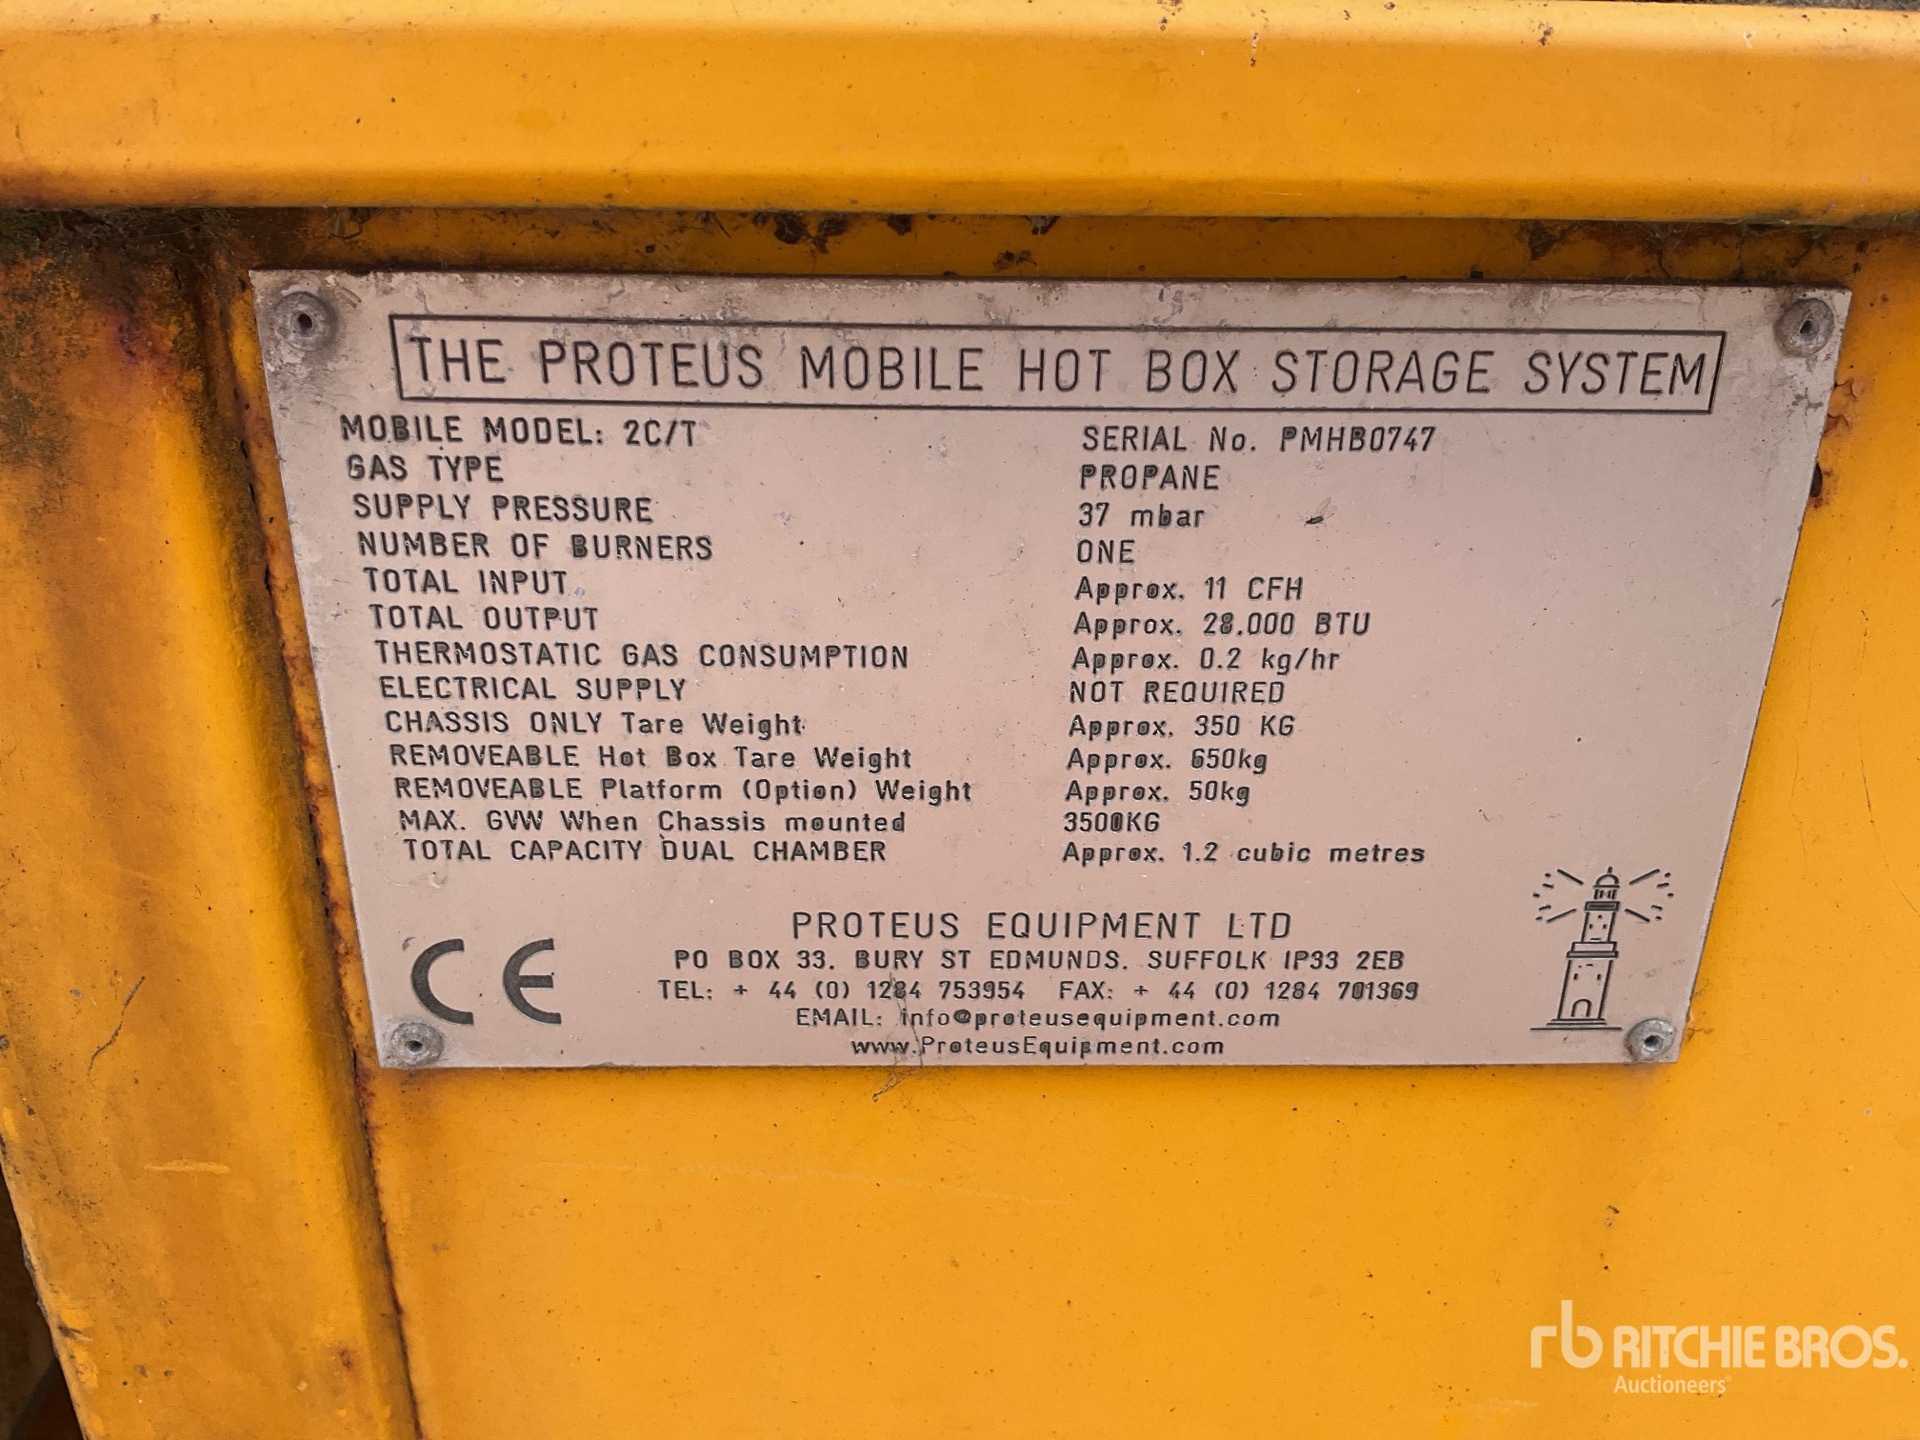 THE PROTEUS MOBILE HOT BOX STORAGE SYSTEM
MOBILE MODEL: 2C/T SERIAL No. PMHB0747
GAS TYPE PROPANE
SUPPLY PRESSURE 37 mbar
NUMBER OF BURNERS ONE
TOTAL INPUT Approx. 11 CFH
TOTAL OUTPUT Approx. 28.000 BTU
THERMOSTATIC GAS CONSUMPTION Approx. 0.2 kg/hr
ELECTRICAL SUPPLY NOT REQUIRED
CHASSIS ONLY Tare Weight Approx. 350 KG
REMOVEABLE Hot Box Tare Weight Approx. 650kg
REMOVEABLE Platform (Option) Weight Approx. 50kg
MAX. GVW When Chassis mounted 3500KG
TOTAL CAPACITY DUAL CHAMBER Approx. 1.2 cubic metres
PROTEUS EQUIPMENT LTD
PO BOX 33. BURY ST EDMUNDS. SUFFOLK IP33 2EB
TEL: + 44 (0) 1284 753954 FAX: + 44 (0) 1284 701369
EMAIL: info@proteusequipment.com
www.ProteusEquipment.com
CE
rb RITCHIE BROS.
Auctioneers